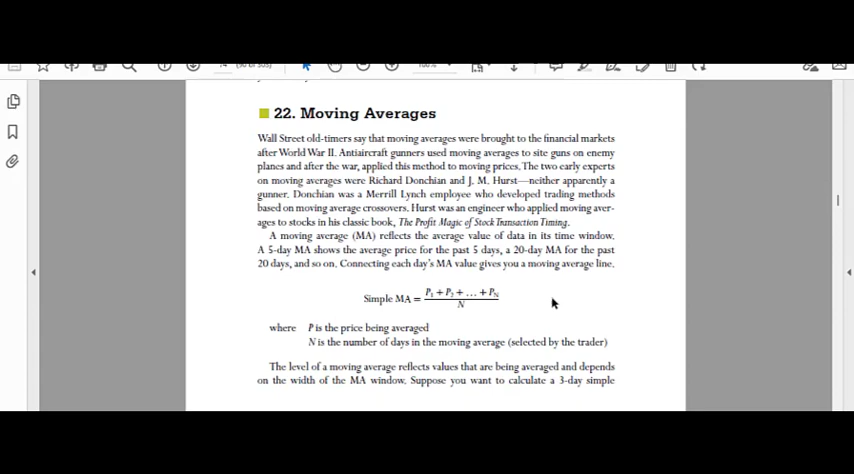 22. Moving Averages
Wall Street old-timers say that moving averages were brought to the financial markets
after World War II. Antiaircraft gunners used moving averages to site guns on enemy
planes and after the war, applied this method to moving prices. The two early experts
on moving averages were Richard Donchian and J. M. Hurst—neither apparently a
gunner. Donchian was a Merrill Lynch employee who developed trading methods
based on moving average crossovers. Hurst was an engineer who applied moving aver-
ages to stocks in his classic book, The Profit Magic of Stock Transaction Timing.
A moving average (MA) reflects the average value of data in its time window.
A 5-day MA shows the average price for the past 5 days, a 20-day MA for the past
20 days, and so on. Connecting each day's MA value gives you a moving average line.
Simple MA = P1 + P2 + ... + PN / N
where P is the price being averaged
N is the number of days in the moving average (selected by the trader)
The level of a moving average reflects values that are being averaged and depends
on the width of the MA window. Suppose you want to calculate a 3-day simple